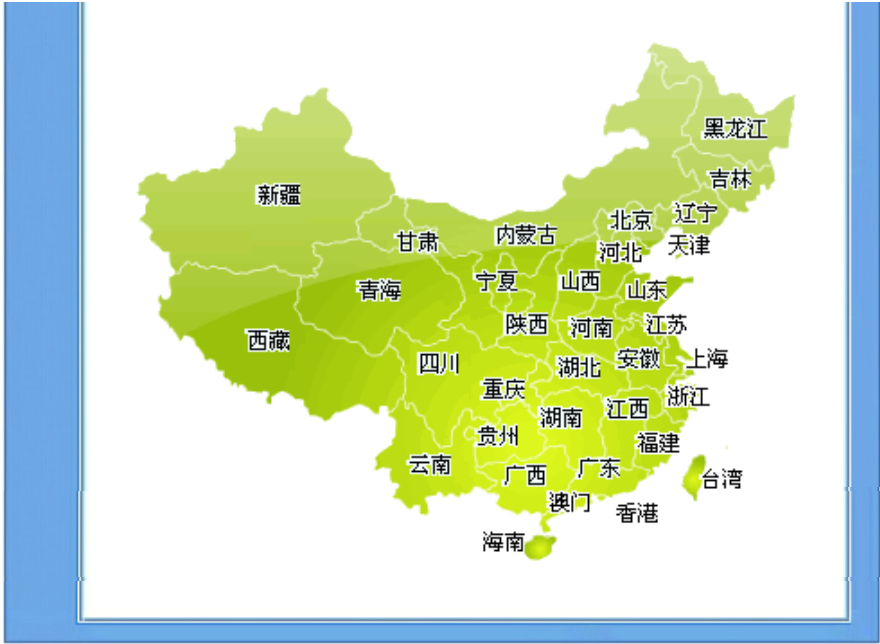 黑龙江
吉林
新疆
辽宁
北京
内蒙古
甘肃
天津
河北
宁夏
山西
青海
山东
陕西
河南
江苏
西藏
安徽
上海
四川
湖北
重庆
浙江
江西
湖南
贵州
福建
云南
广东
广西
台湾
澳门
香港
海南